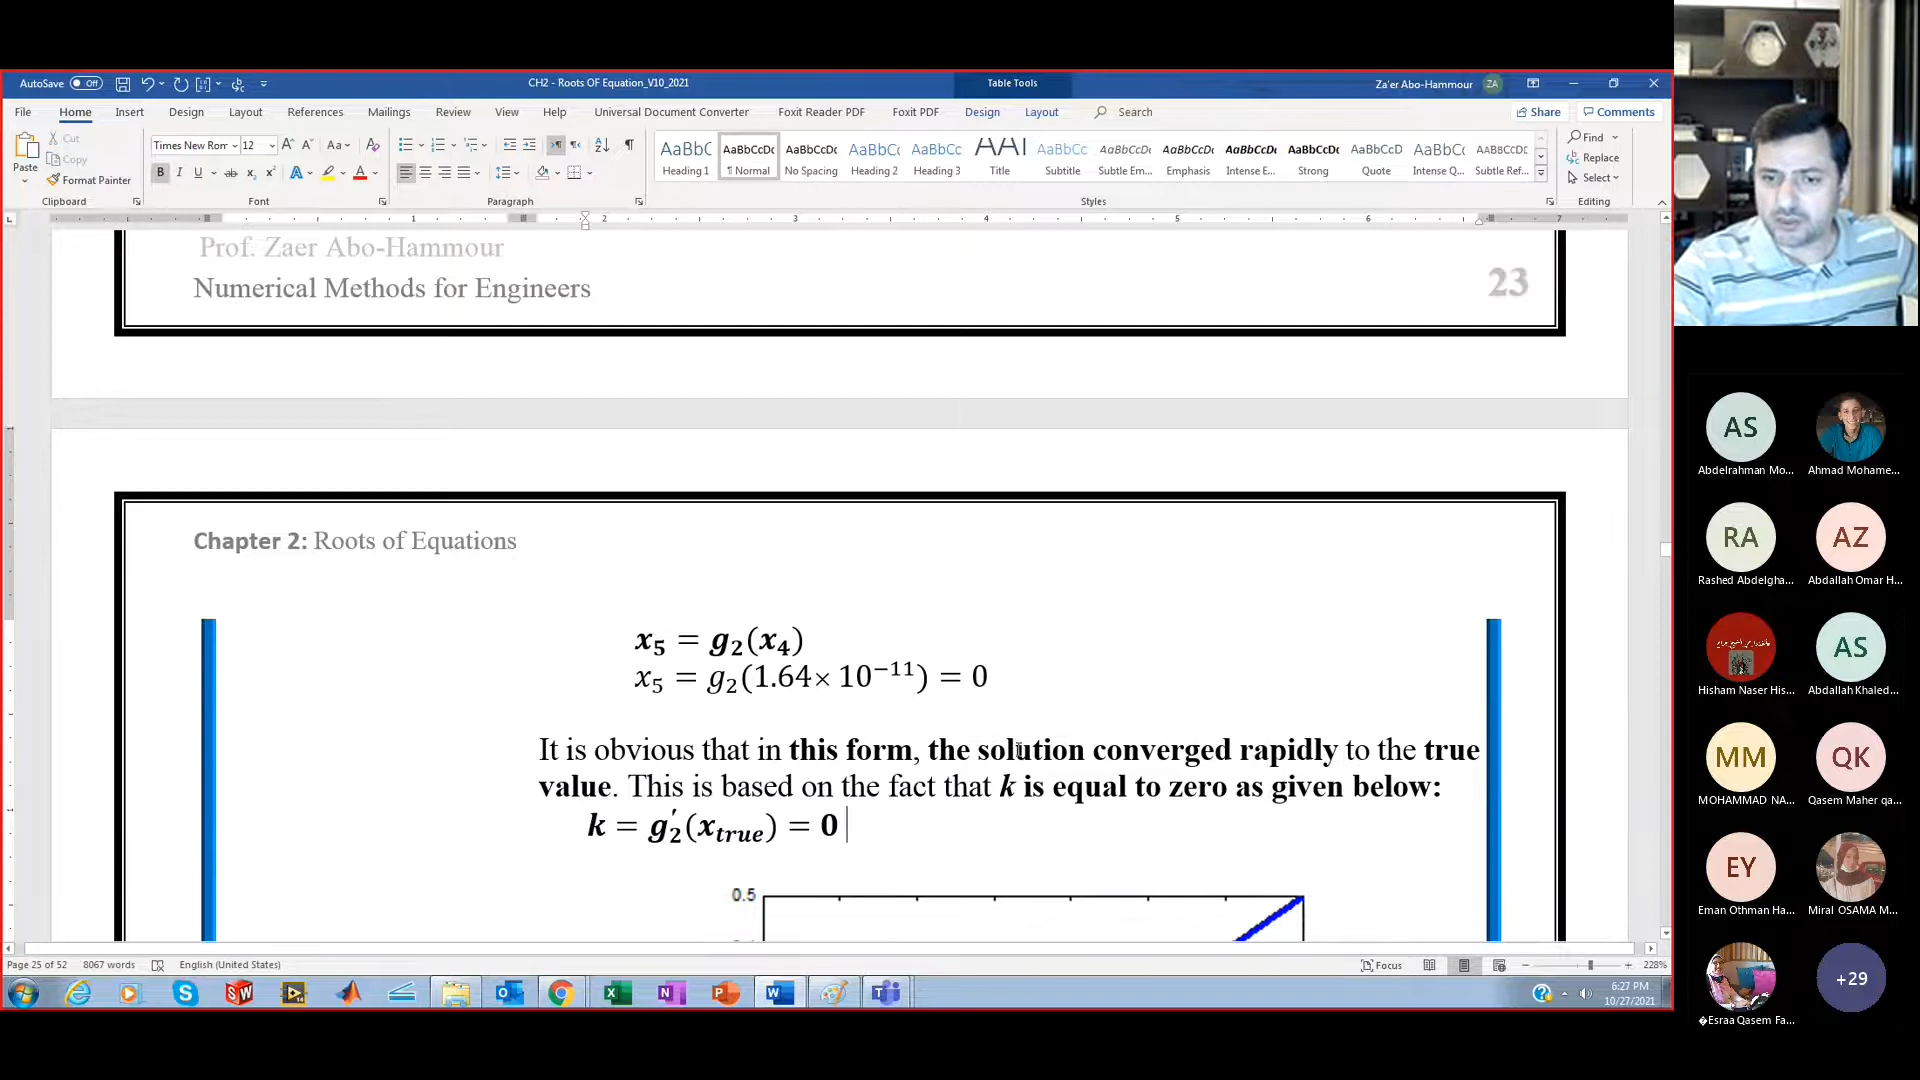 AutoSave Off
CH2 - Roots OF Equation_V10_2021
Table Tools
Za'er Abo-Hammour ZA
File Home Insert Design Layout References Mailings Review View Help Universal Document Converter Foxit Reader PDF Foxit PDF Design Layout Search
Share Comments
Cut
Copy
Format Painter
Paste
Times New Ror 12
AaBbC AaBbCcDc AaBbCcDc AaBbCc AaBbCc AAI AaBbCc AaBbCcDc AaBbCcDc AaBbCcDc AaBbCcDc AaBbCcD AaBbC AaBbCcDc
Heading 1 ¶ Normal No Spacing Heading 2 Heading 3 Title Subtitle Subtle Em... Emphasis Intense E... Strong Quote Intense Q... Subtle Ref...
Find
Replace
Select
Clipboard Font Paragraph Styles Editing
1 2 3 4 5 6 7
Prof. Zaer Abo-Hammour
Numerical Methods for Engineers
23
Chapter 2: Roots of Equations
x₅ = g₂(x₄)
x₅ = g₂(1.64× 10⁻¹¹) = 0
It is obvious that in this form, the solution converged rapidly to the true
value. This is based on the fact that k is equal to zero as given below:
k = g₂′(x_true) = 0
0.5
Page 25 of 52 8067 words English (United States)
Focus 228%
6:27 PM
10/27/2021
AS
Abdelrahman Mo...
Ahmad Mohame...
RA
Rashed Abdelgha...
AZ
Abdallah Omar H...
Hisham Naser His...
AS
Abdallah Khaled...
MM
MOHAMMAD NA...
QK
Qasem Maher qa...
EY
Eman Othman Ha...
Miral OSAMA M...
�Esraa Qasem Fa...
+29